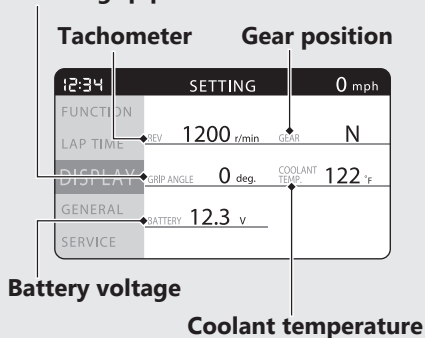 Tachometer Gear position
12:34 SETTING 0 mph
FUNCTION
LAP TIME REV 1200 r/min GEAR N
DISPLAY GRIP ANGLE 0 deg. COOLANT TEMP. 122 °F
GENERAL BATTERY 12.3 V
SERVICE
Battery voltage
Coolant temperature